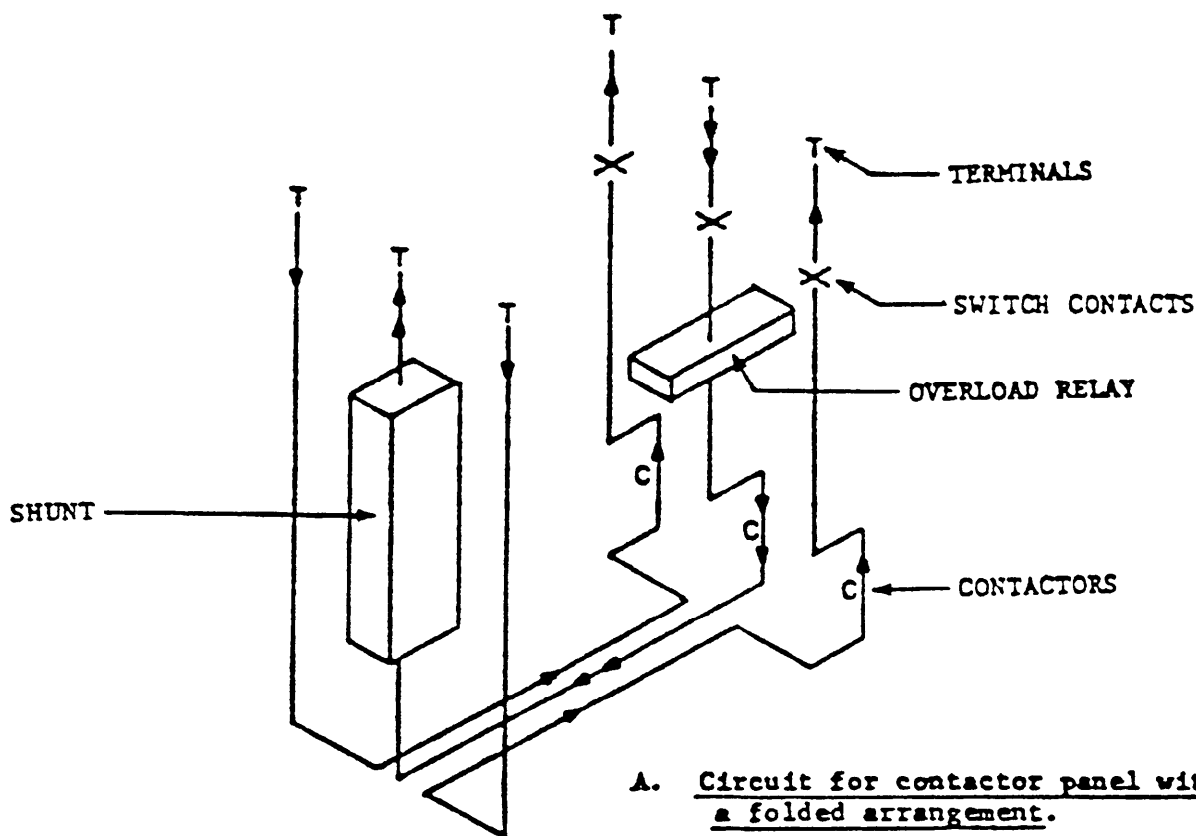 T
T
T
TERMINALS
T
T
SWITCH CONTACTS
T
OVERLOAD RELAY
C
SHUNT
C
C
CONTACTORS
A. Circuit for contactor panel wit
a folded arrangement.